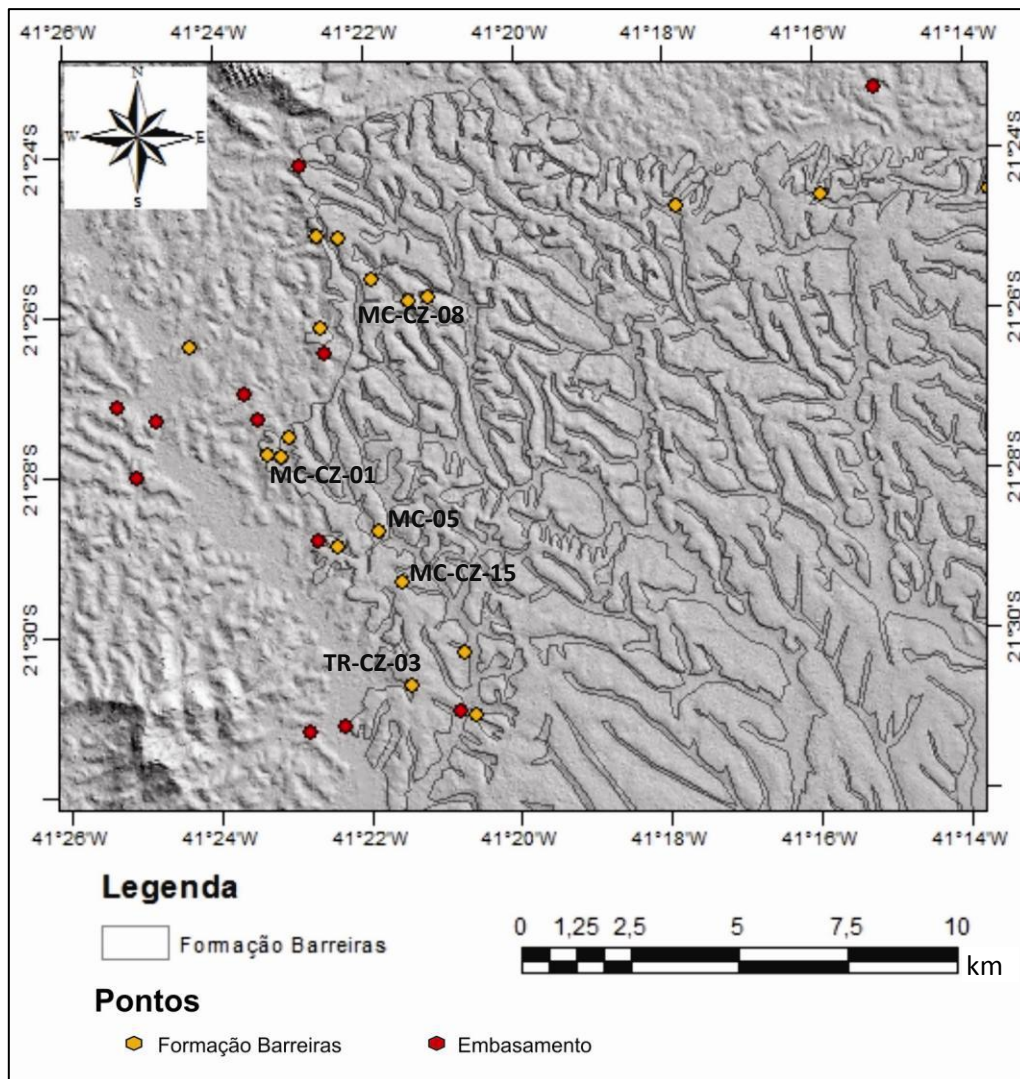 41°26'W 41°24'W 41°22'W 41°20'W 41°18'W 41°16'W 41°14'W
N
W E
S
21°24'S 21°24'S
21°26'S 21°26'S
MC-CZ-08
21°28'S 21°28'S
MC-CZ-01
MC-05
MC-CZ-15
21°30'S 21°30'S
TR-CZ-03
41°26'W 41°24'W 41°22'W 41°20'W 41°18'W 41°16'W 41°14'W
Legenda
Formação Barreiras
0 1,25 2,5 5 7,5 10
km
Pontos
Formação Barreiras Embasamento